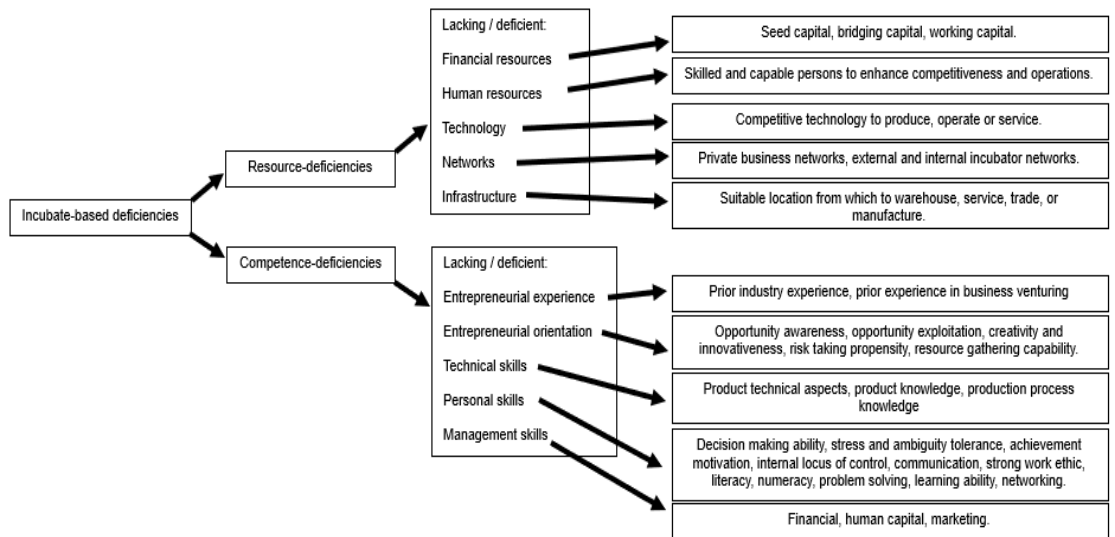 Incubate-based deficiencies
Resource-deficiencies
Lacking / deficient:
Financial resources
Human resources
Technology
Networks
Infrastructure
Seed capital, bridging capital, working capital.
Skilled and capable persons to enhance competitiveness and operations.
Competitive technology to produce, operate or service.
Private business networks, external and internal incubator networks.
Suitable location from which to warehouse, service, trade, or
manufacture.
Competence-deficiencies
Lacking / deficient:
Entrepreneurial experience
Entrepreneurial orientation
Technical skills
Personal skills
Management skills
Prior industry experience, prior experience in business venturing
Opportunity awareness, opportunity exploitation, creativity and
innovativeness, risk taking propensity, resource gathering capability.
Product technical aspects, product knowledge, production process
knowledge
Decision making ability, stress and ambiguity tolerance, achievement
motivation, internal locus of control, communication, strong work ethic,
literacy, numeracy, problem solving, learning ability, networking.
Financial, human capital, marketing.